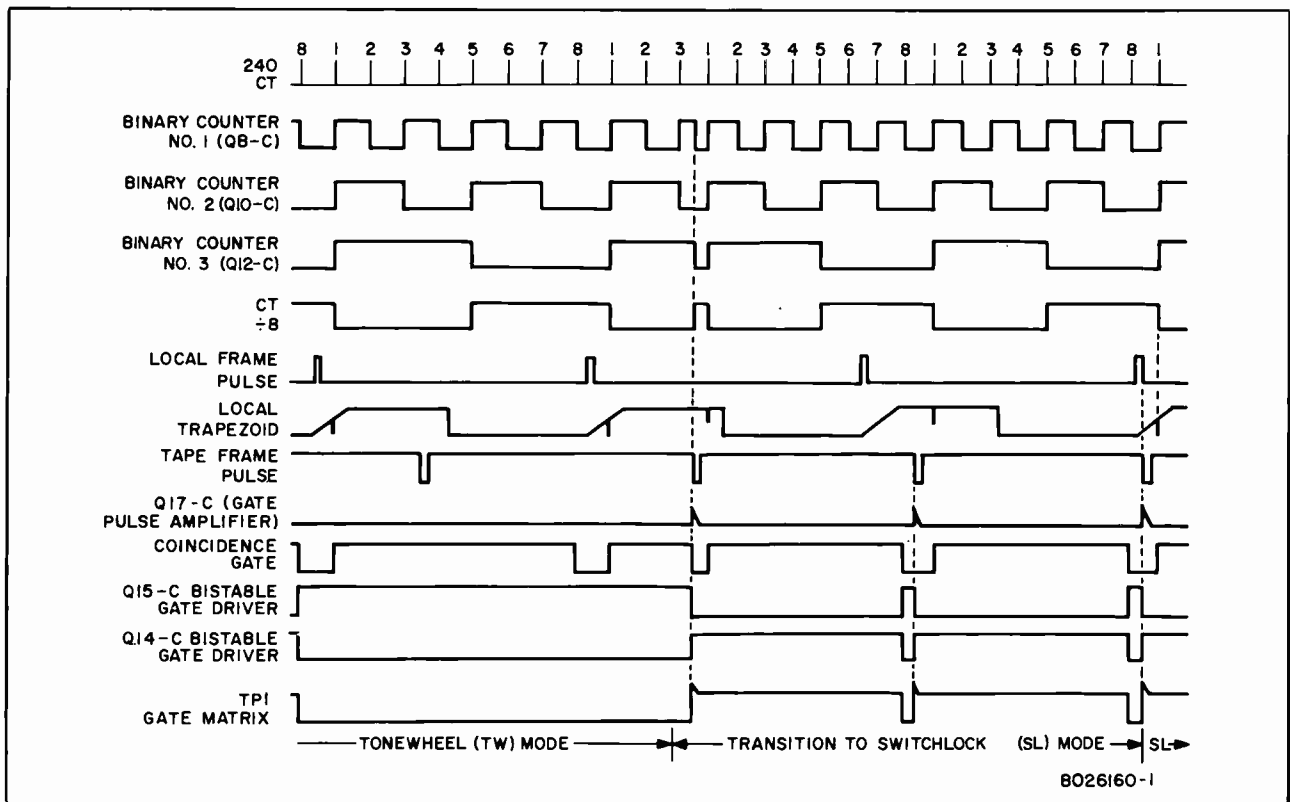 8 1 2 3 4 5 6 7 8 1 2 3 1 2 3 4 5 6 7 8 1 2 3 4 5 6 7 8 1
240
CT
BINARY COUNTER
NO. 1 (Q8-C)
BINARY COUNTER
NO. 2 (Q10-C)
BINARY COUNTER
NO. 3 (Q12-C)
CT
÷8
LOCAL FRAME
PULSE
LOCAL
TRAPEZOID
TAPE FRAME
PULSE
Q17-C (GATE
PULSE AMPLIFIER)
COINCIDENCE
GATE
Q15-C BISTABLE
GATE DRIVER
Q14-C BISTABLE
GATE DRIVER
TP1
GATE MATRIX
TONEWHEEL (TW) MODE TRANSITION TO SWITCHLOCK (SL) MODE SL
8026160-1